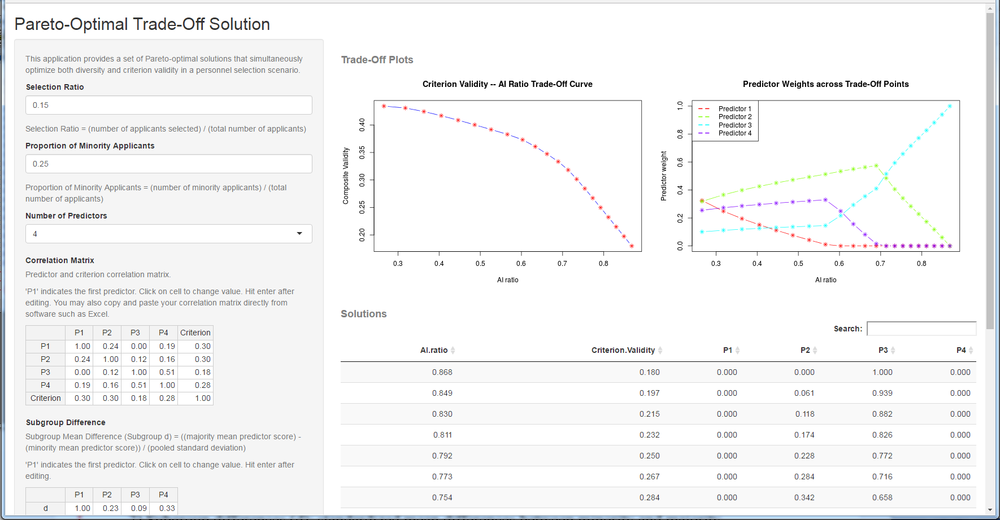 Pareto-Optimal Trade-Off Solution
This application provides a set of Pareto-optimal solutions that simultaneously
optimize both diversity and criterion validity in a personnel selection scenario.
Selection Ratio
0.15
Selection Ratio = (number of applicants selected) / (total number of applicants)
Proportion of Minority Applicants
0.25
Proportion of Minority Applicants = (number of minority applicants) / (total
number of applicants)
Number of Predictors
4
Correlation Matrix
Predictor and criterion correlation matrix.
'P1' indicates the first predictor. Click on cell to change value. Hit enter after
editing. You may also copy and paste your correlation matrix directly from
software such as Excel.
P1 P2 P3 P4 Criterion
P1 1.00 0.24 0.00 0.19 0.30
P2 0.24 1.00 0.12 0.16 0.30
P3 0.00 0.12 1.00 0.51 0.18
P4 0.19 0.16 0.51 1.00 0.28
Criterion 0.30 0.30 0.18 0.28 1.00
Subgroup Difference
Subgroup Mean Difference (Subgroup d) = ((majority mean predictor score) -
(minority mean predictor score)) / (pooled standard deviation)
'P1' indicates the first predictor. Click on cell to change value. Hit enter after
editing.
P1 P2 P3 P4
d 1.00 0.23 0.09 0.33
Trade-Off Plots
Criterion Validity -- AI Ratio Trade-Off Curve
Composite Validity
0.40
0.35
0.30
0.25
0.20
0.3 0.4 0.5 0.6 0.7 0.8
AI ratio
Predictor Weights across Trade-Off Points
Predictor 1
Predictor 2
Predictor 3
Predictor 4
Predictor weight
1.0
0.8
0.6
0.4
0.2
0.0
0.3 0.4 0.5 0.6 0.7 0.8
AI ratio
Solutions
Search:
AI.ratio Criterion.Validity P1 P2 P3 P4
0.868 0.180 0.000 0.000 1.000 0.000
0.849 0.197 0.000 0.061 0.939 0.000
0.830 0.215 0.000 0.118 0.882 0.000
0.811 0.232 0.000 0.174 0.826 0.000
0.792 0.250 0.000 0.228 0.772 0.000
0.773 0.267 0.000 0.284 0.716 0.000
0.754 0.284 0.000 0.342 0.658 0.000